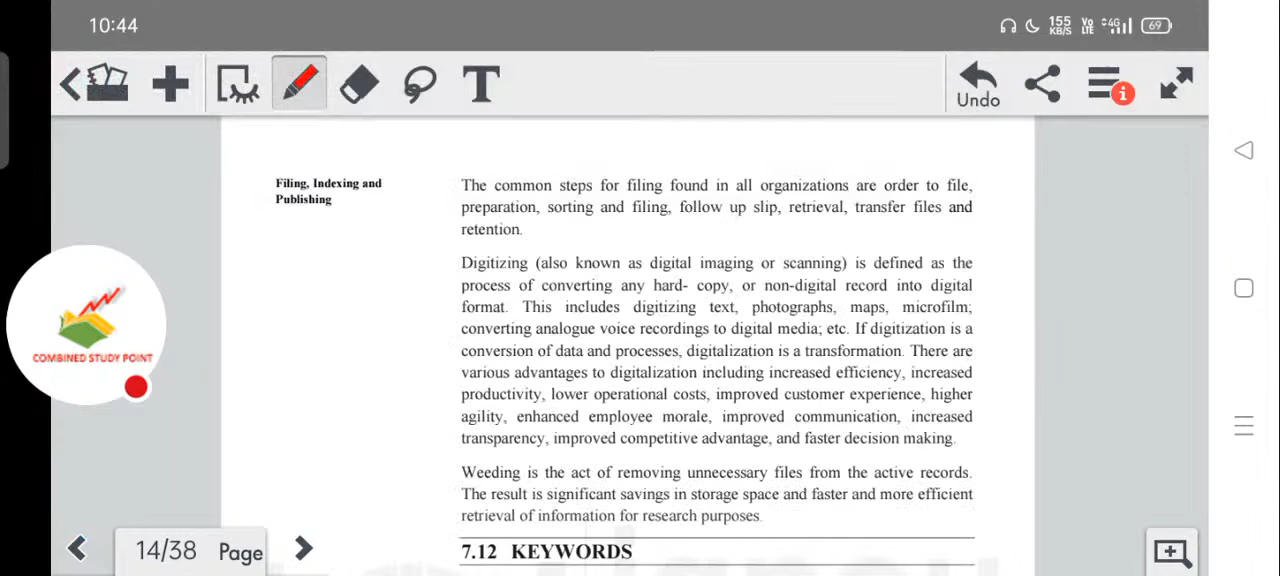 10:44
155 KB/S Vo LTE 4G 69
T
Undo
i
Filing, Indexing and
Publishing
The common steps for filing found in all organizations are order to file,
preparation, sorting and filing, follow up slip, retrieval, transfer files and
retention.
Digitizing (also known as digital imaging or scanning) is defined as the
process of converting any hard- copy, or non-digital record into digital
format. This includes digitizing text, photographs, maps, microfilm;
converting analogue voice recordings to digital media; etc. If digitization is a
conversion of data and processes, digitalization is a transformation. There are
various advantages to digitalization including increased efficiency, increased
productivity, lower operational costs, improved customer experience, higher
agility, enhanced employee morale, improved communication, increased
transparency, improved competitive advantage, and faster decision making.
COMBINED STUDY POINT
Weeding is the act of removing unnecessary files from the active records.
The result is significant savings in storage space and faster and more efficient
retrieval of information for research purposes.
7.12 KEYWORDS
14/38 Page